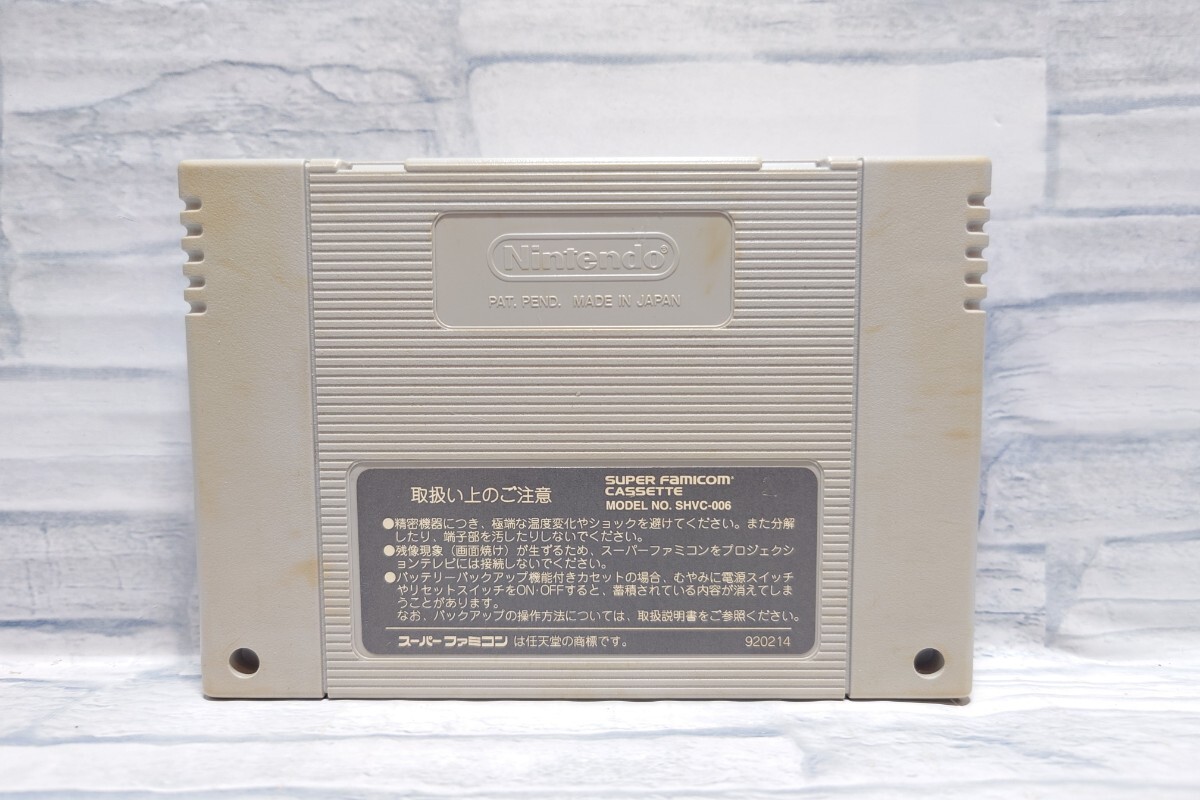 Nintendo®
PAT. PEND. MADE IN JAPAN
取扱い上のご注意
SUPER FAMICOM
CASSETTE
MODEL NO. SHVC-006
●精密機器につき、極端な温度変化やショックを避けてください。また分解
したり、端子部を汚したりしないでください。
●残像現象（画面焼け）が生ずるため、スーパーファミコンをプロジェクシ
ョンテレビには接続しないでください。
●バッテリーバックアップ機能付きカセットの場合、むやみに電源スイッチ
やリセットスイッチをON・OFFすると、蓄積されている内容が消えてしま
うことがあります。
なお、バックアップの操作方法については、取扱説明書をご参照ください。
スーパーファミコン は任天堂の商標です。 920214